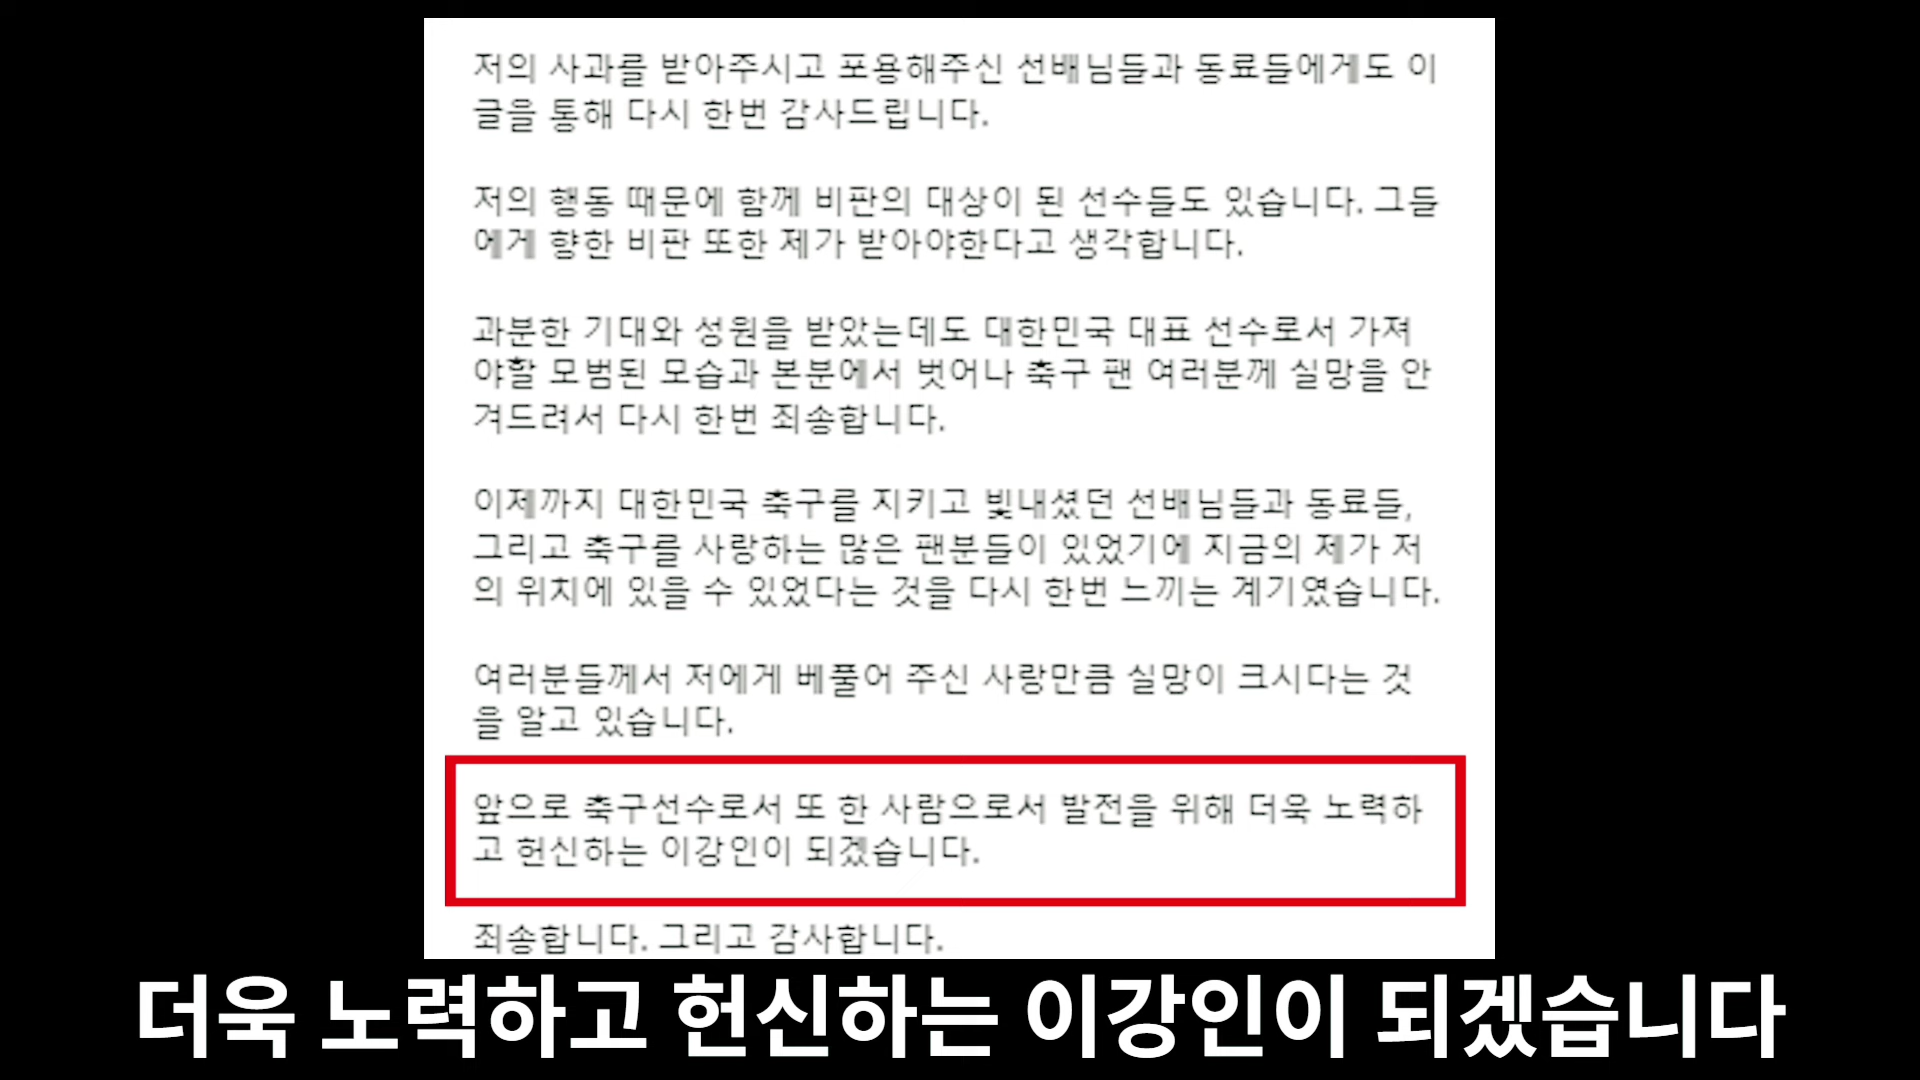 저의 사과를 받아주시고 포용해주신 선배님들과 동료들에게도 이
글을 통해 다시 한번 감사드립니다.
저의 행동 때문에 함께 비판의 대상이 된 선수들도 있습니다. 그들
에게 향한 비판 또한 제가 받아야한다고 생각합니다.
과분한 기대와 성원을 받았는데도 대한민국 대표 선수로서 가져
야할 모범된 모습과 본분에서 벗어나 축구 팬 여러분께 실망을 안
겨드려서 다시 한번 죄송합니다.
이제까지 대한민국 축구를 지키고 빛내셨던 선배님들과 동료들,
그리고 축구를 사랑하는 많은 팬분들이 있었기에 지금의 제가 저
의 위치에 있을 수 있었다는 것을 다시 한번 느끼는 계기였습니다.
여러분들께서 저에게 베풀어 주신 사랑만큼 실망이 크시다는 것
을 알고 있습니다.
앞으로 축구선수로서 또 한 사람으로서 발전을 위해 더욱 노력하
고 헌신하는 이강인이 되겠습니다.
죄송합니다. 그리고 감사합니다.
더욱 노력하고 헌신하는 이강인이 되겠습니다